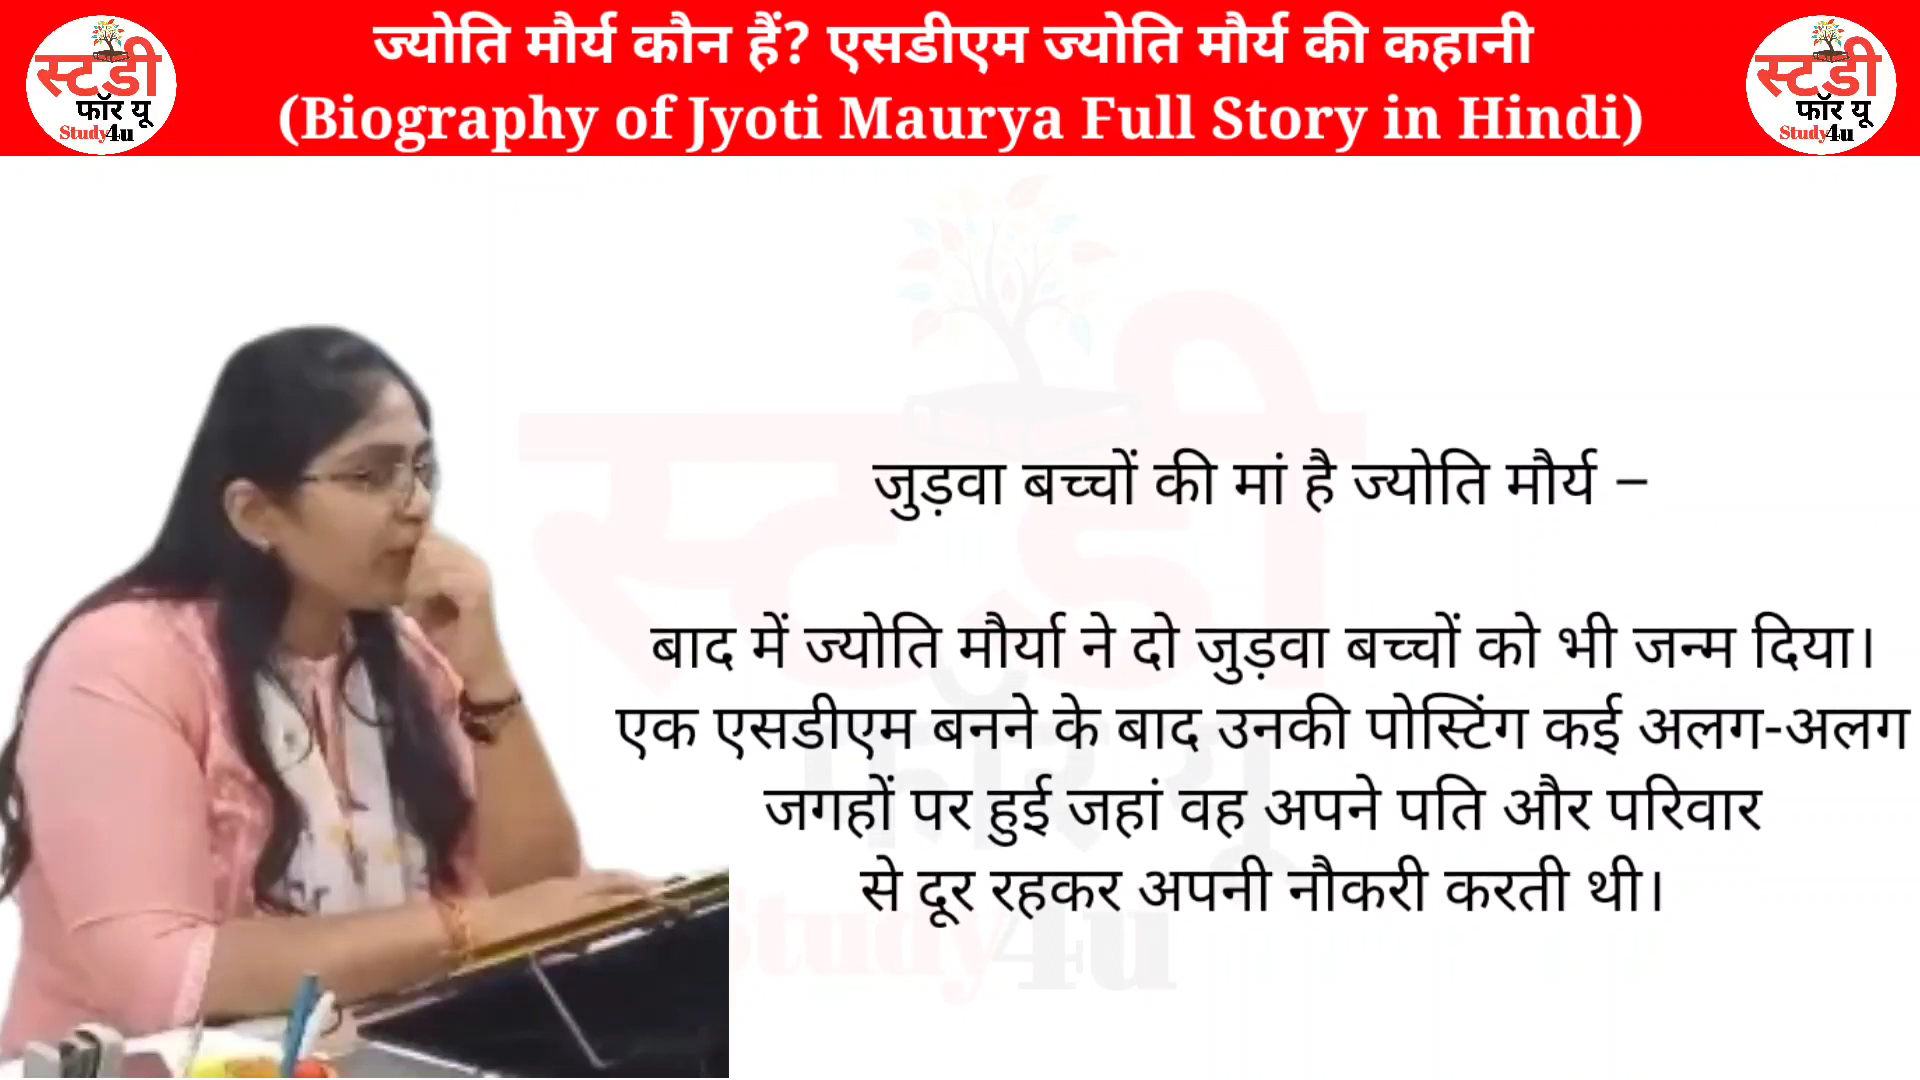 ज्योति मौर्य कौन हैं? एसडीएम ज्योति मौर्य की कहानी
(Biography of Jyoti Maurya Full Story in Hindi)
स्टडी
फॉर यू
Study4u
स्टडी
फॉर यू
Study4u
जुड़वा बच्चों की मां है ज्योति मौर्य –
बाद में ज्योति मौर्या ने दो जुड़वा बच्चों को भी जन्म दिया।
एक एसडीएम बनने के बाद उनकी पोस्टिंग कई अलग-अलग
जगहों पर हुई जहां वह अपने पति और परिवार
से दूर रहकर अपनी नौकरी करती थी।
स्टडी
फॉर यू
Study4u